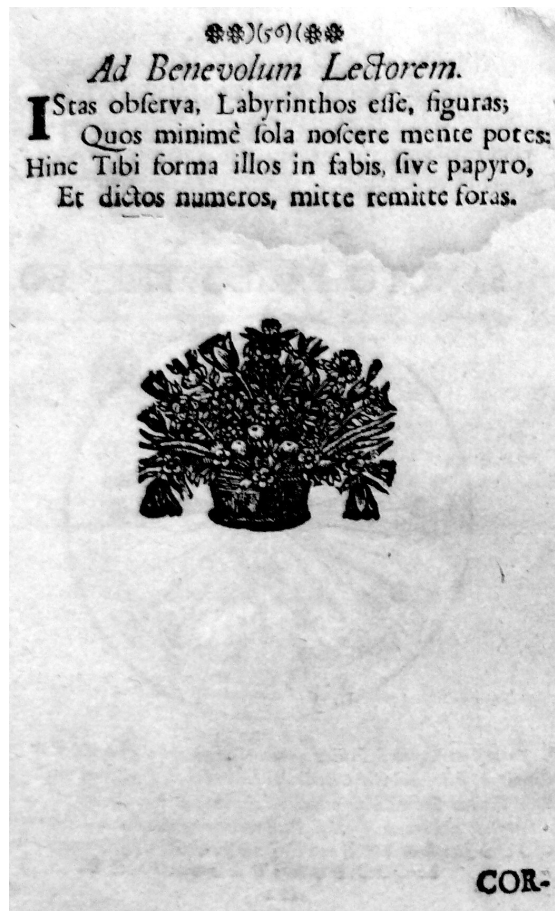 )(56)(
Ad Benevolum Lectorem.
IStas obſerva, Labyrinthos eſſe, figuras;
Quos minimè ſola noſcere mente potes:
Hinc Tibi forma illos in fabis, ſive papyro,
Et dictos numeros, mitte remitte foras.
COR-